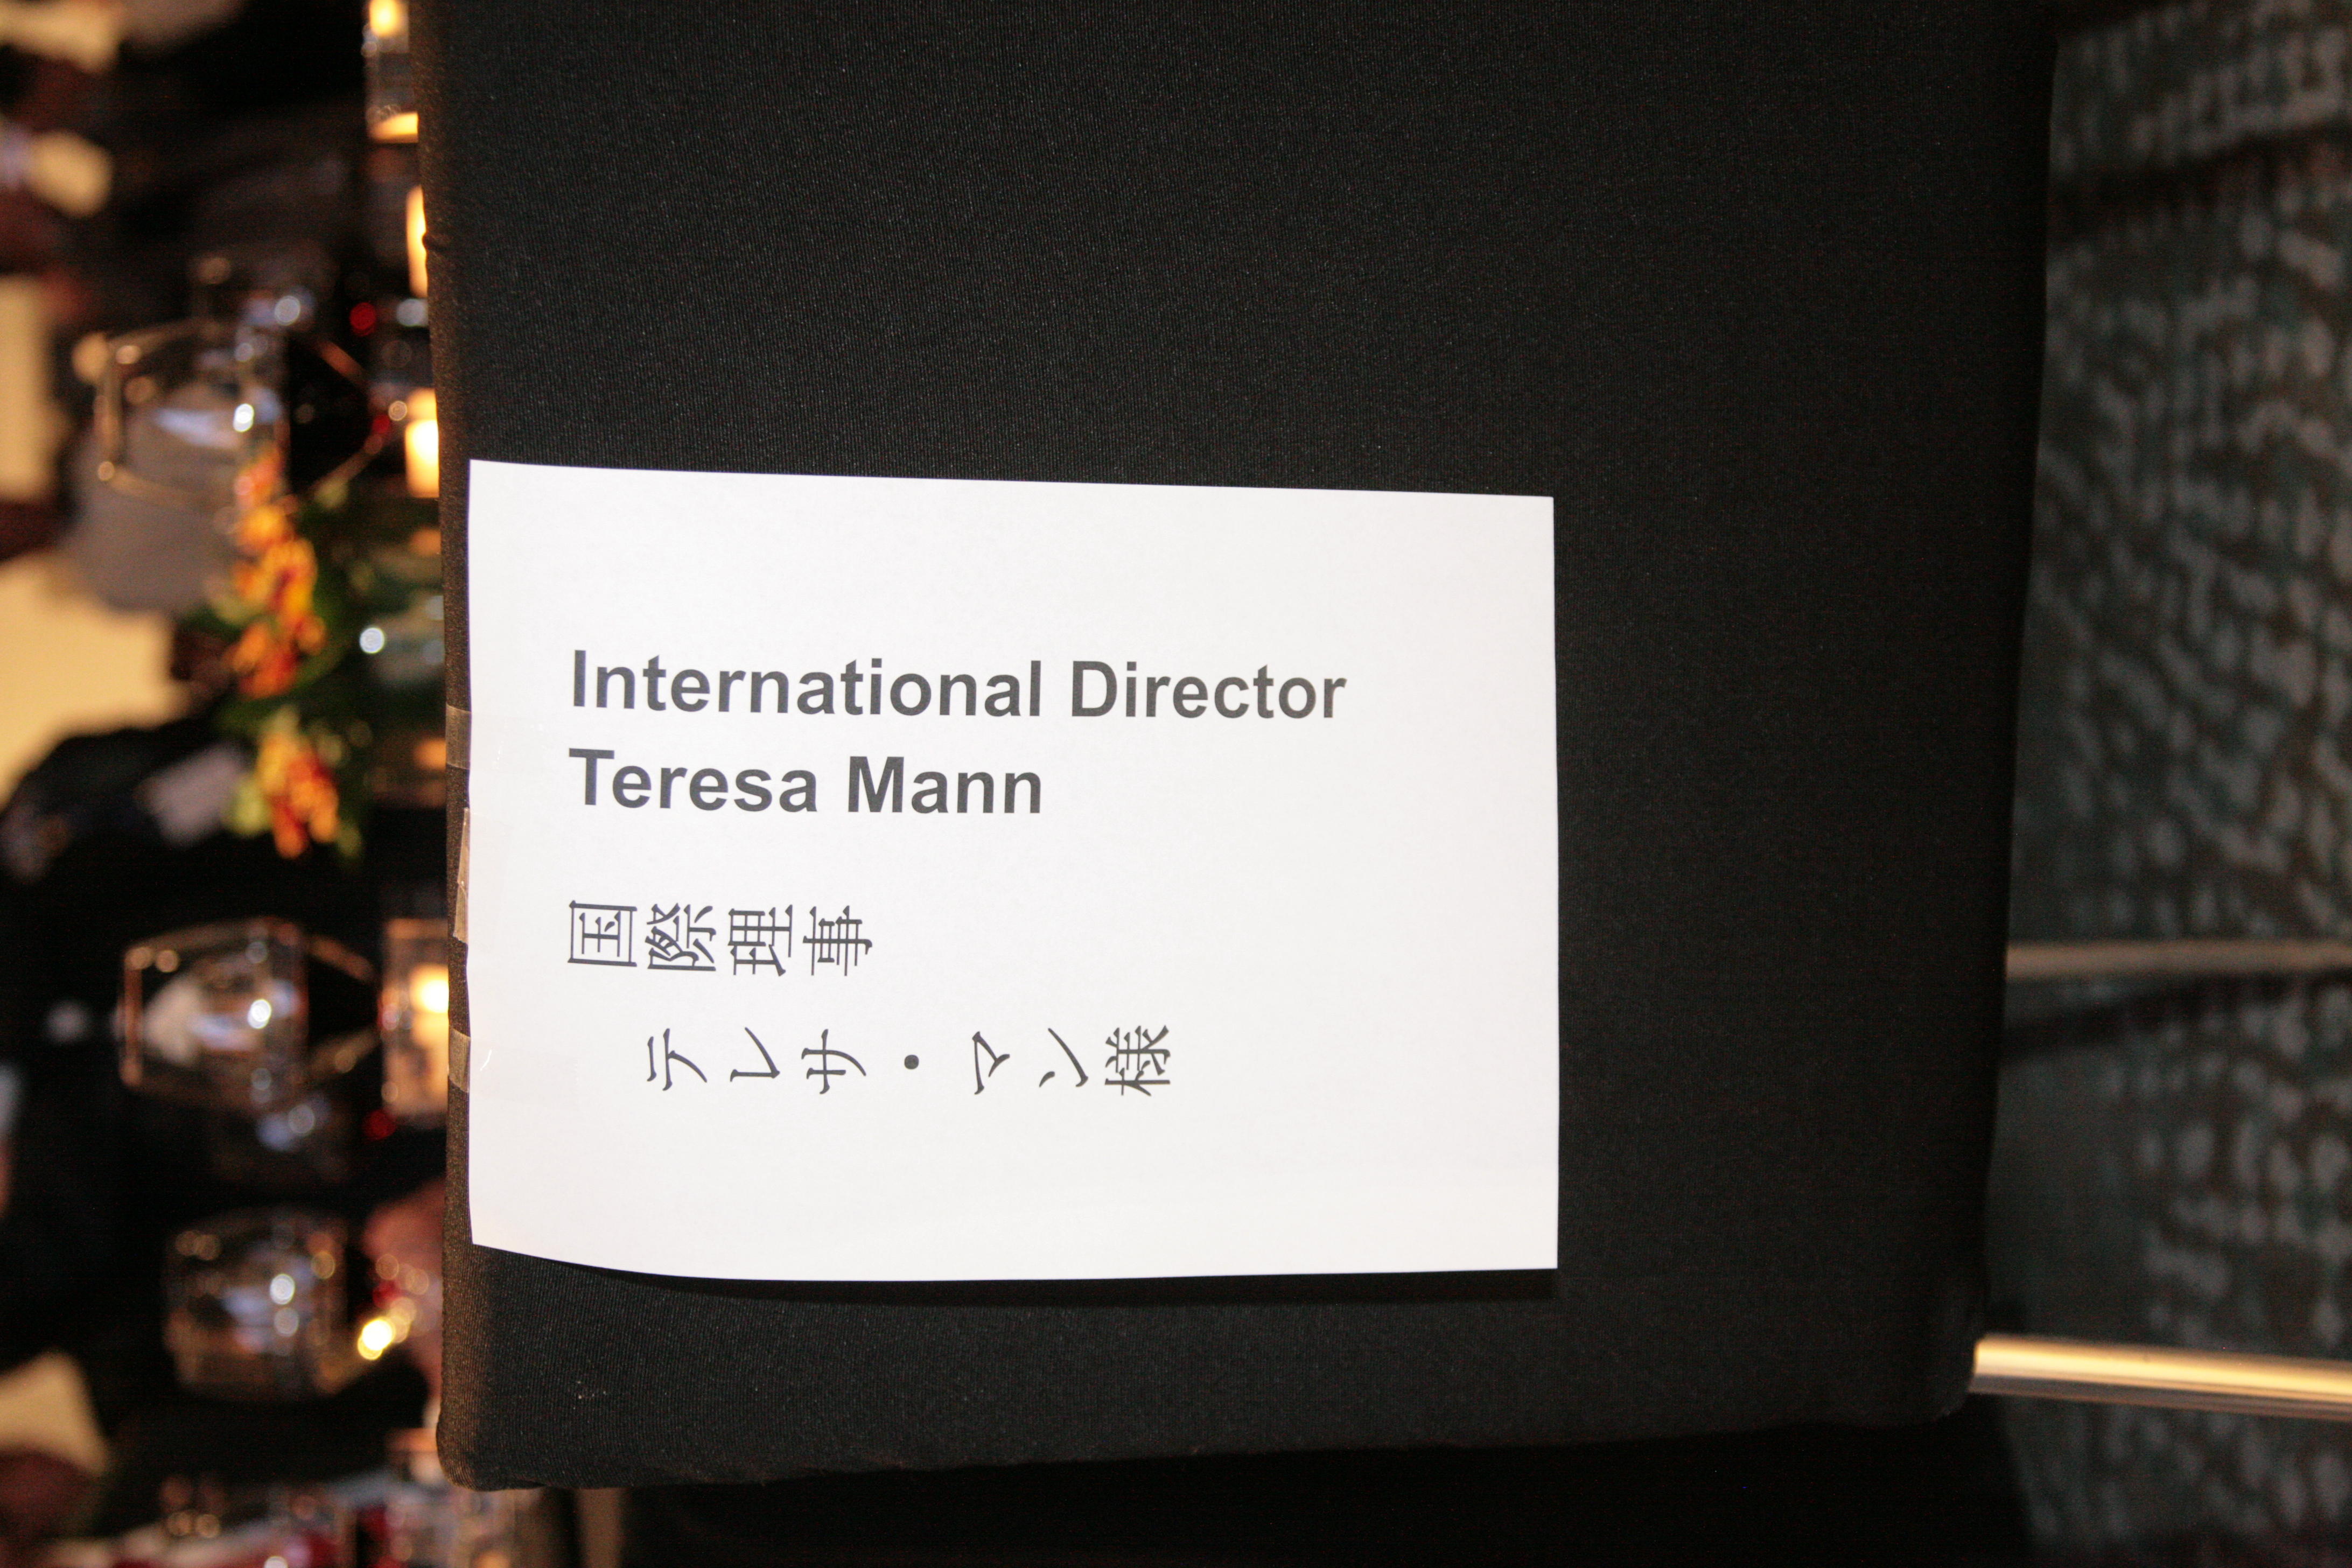 International Director
Teresa Mann
国際理事
テレサ・マン様